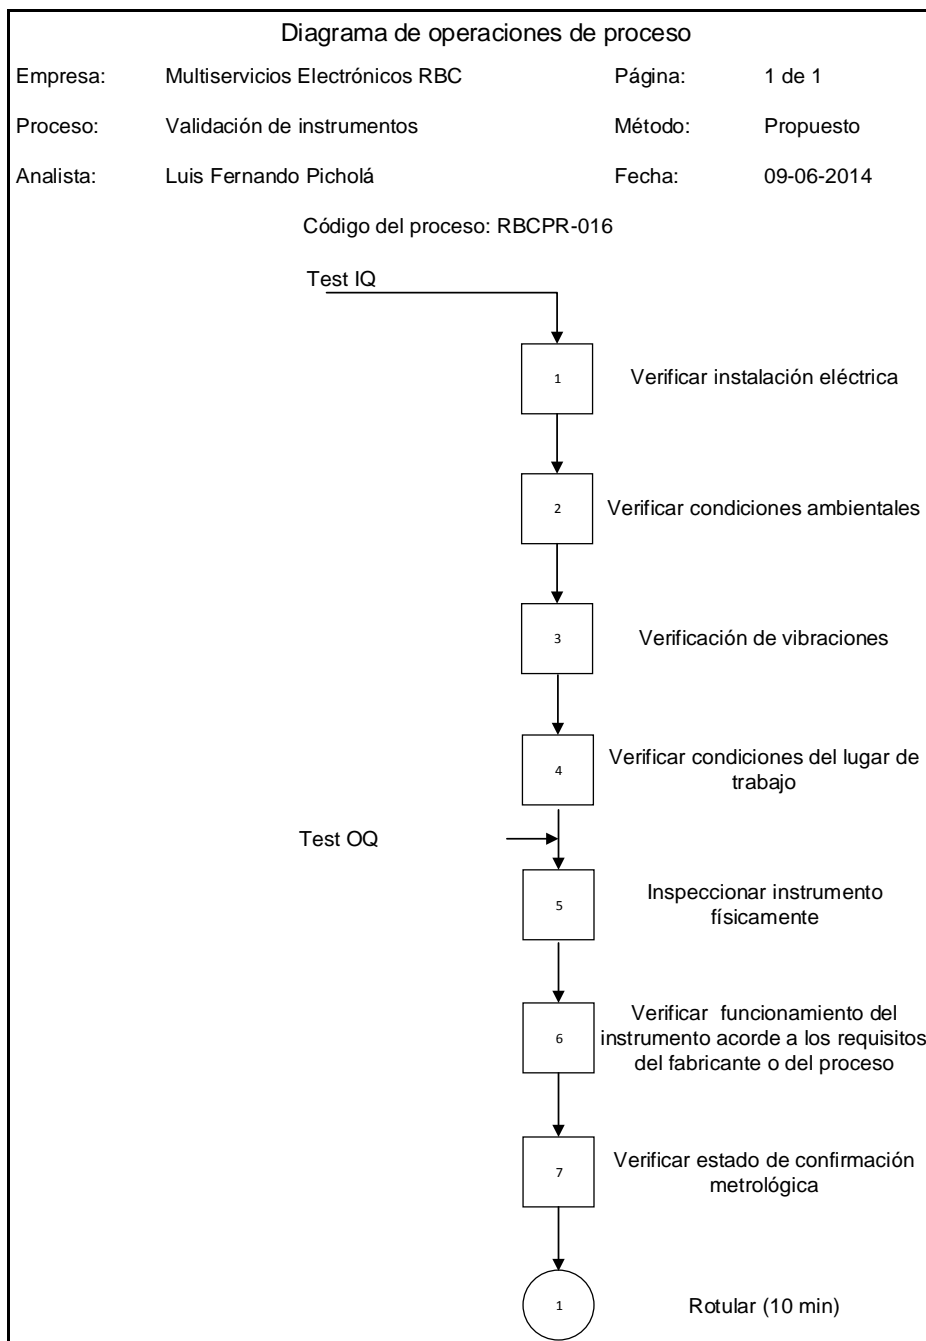 Diagrama de operaciones de proceso
Empresa: Multiservicios Electrónicos RBC Página: 1 de 1
Proceso: Validación de instrumentos Método: Propuesto
Analista: Luis Fernando Picholá Fecha: 09-06-2014
Código del proceso: RBCPR-016
Test IQ
1 Verificar instalación eléctrica
2 Verificar condiciones ambientales
3 Verificación de vibraciones
4 Verificar condiciones del lugar de
trabajo
Test OQ
5 Inspeccionar instrumento
físicamente
Verificar funcionamiento del
6 instrumento acorde a los requisitos
del fabricante o del proceso
7 Verificar estado de confirmación
metrológica
1 Rotular (10 min)